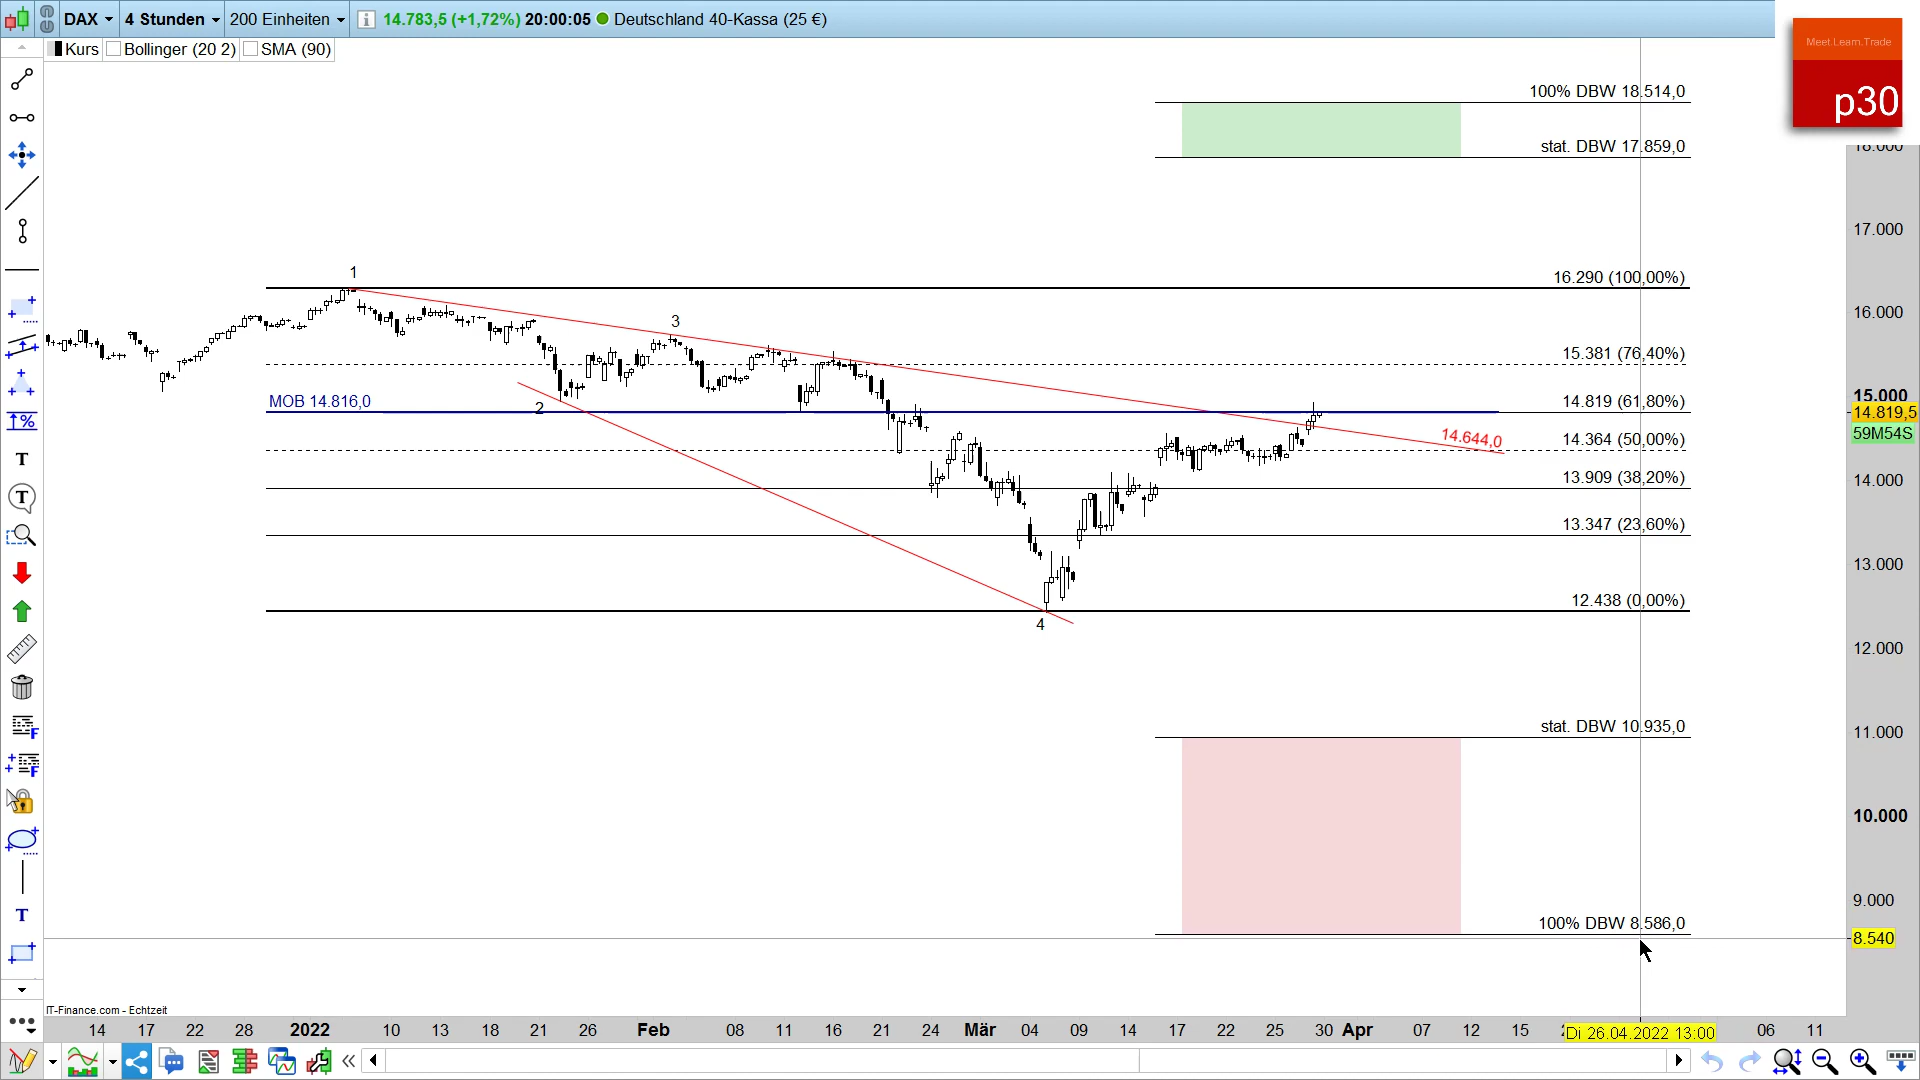 DAX
4 Stunden
200 Einheiten
14.783,5 (+1,72%) 20:00:05 Deutschland 40-Kassa (25 €)
Kurs Bollinger (20 2) SMA (90)
Meet.Learn.Trade
p30
100% DBW 18.514,0
stat. DBW 17.859,0
18.000
17.000
1
16.290 (100,00%)
16.000
3
15.381 (76,40%)
15.000
MOB 14.816,0
2
14.819 (61,80%)
14.819,5
59M54S
14.644,0
14.364 (50,00%)
14.000
13.909 (38,20%)
13.347 (23,60%)
13.000
12.438 (0,00%)
4
12.000
stat. DBW 10.935,0
11.000
10.000
9.000
100% DBW 8.586,0
8.540
T
T
T
F
F
%
IT-Finance.com - Echtzeit
14 17 22 28 2022 10 13 18 21 26 Feb 08 11 16 21 24 Mär 04 09 14 17 22 25 30 Apr 07 12 15 Di 26.04.2022 13:00 06 11